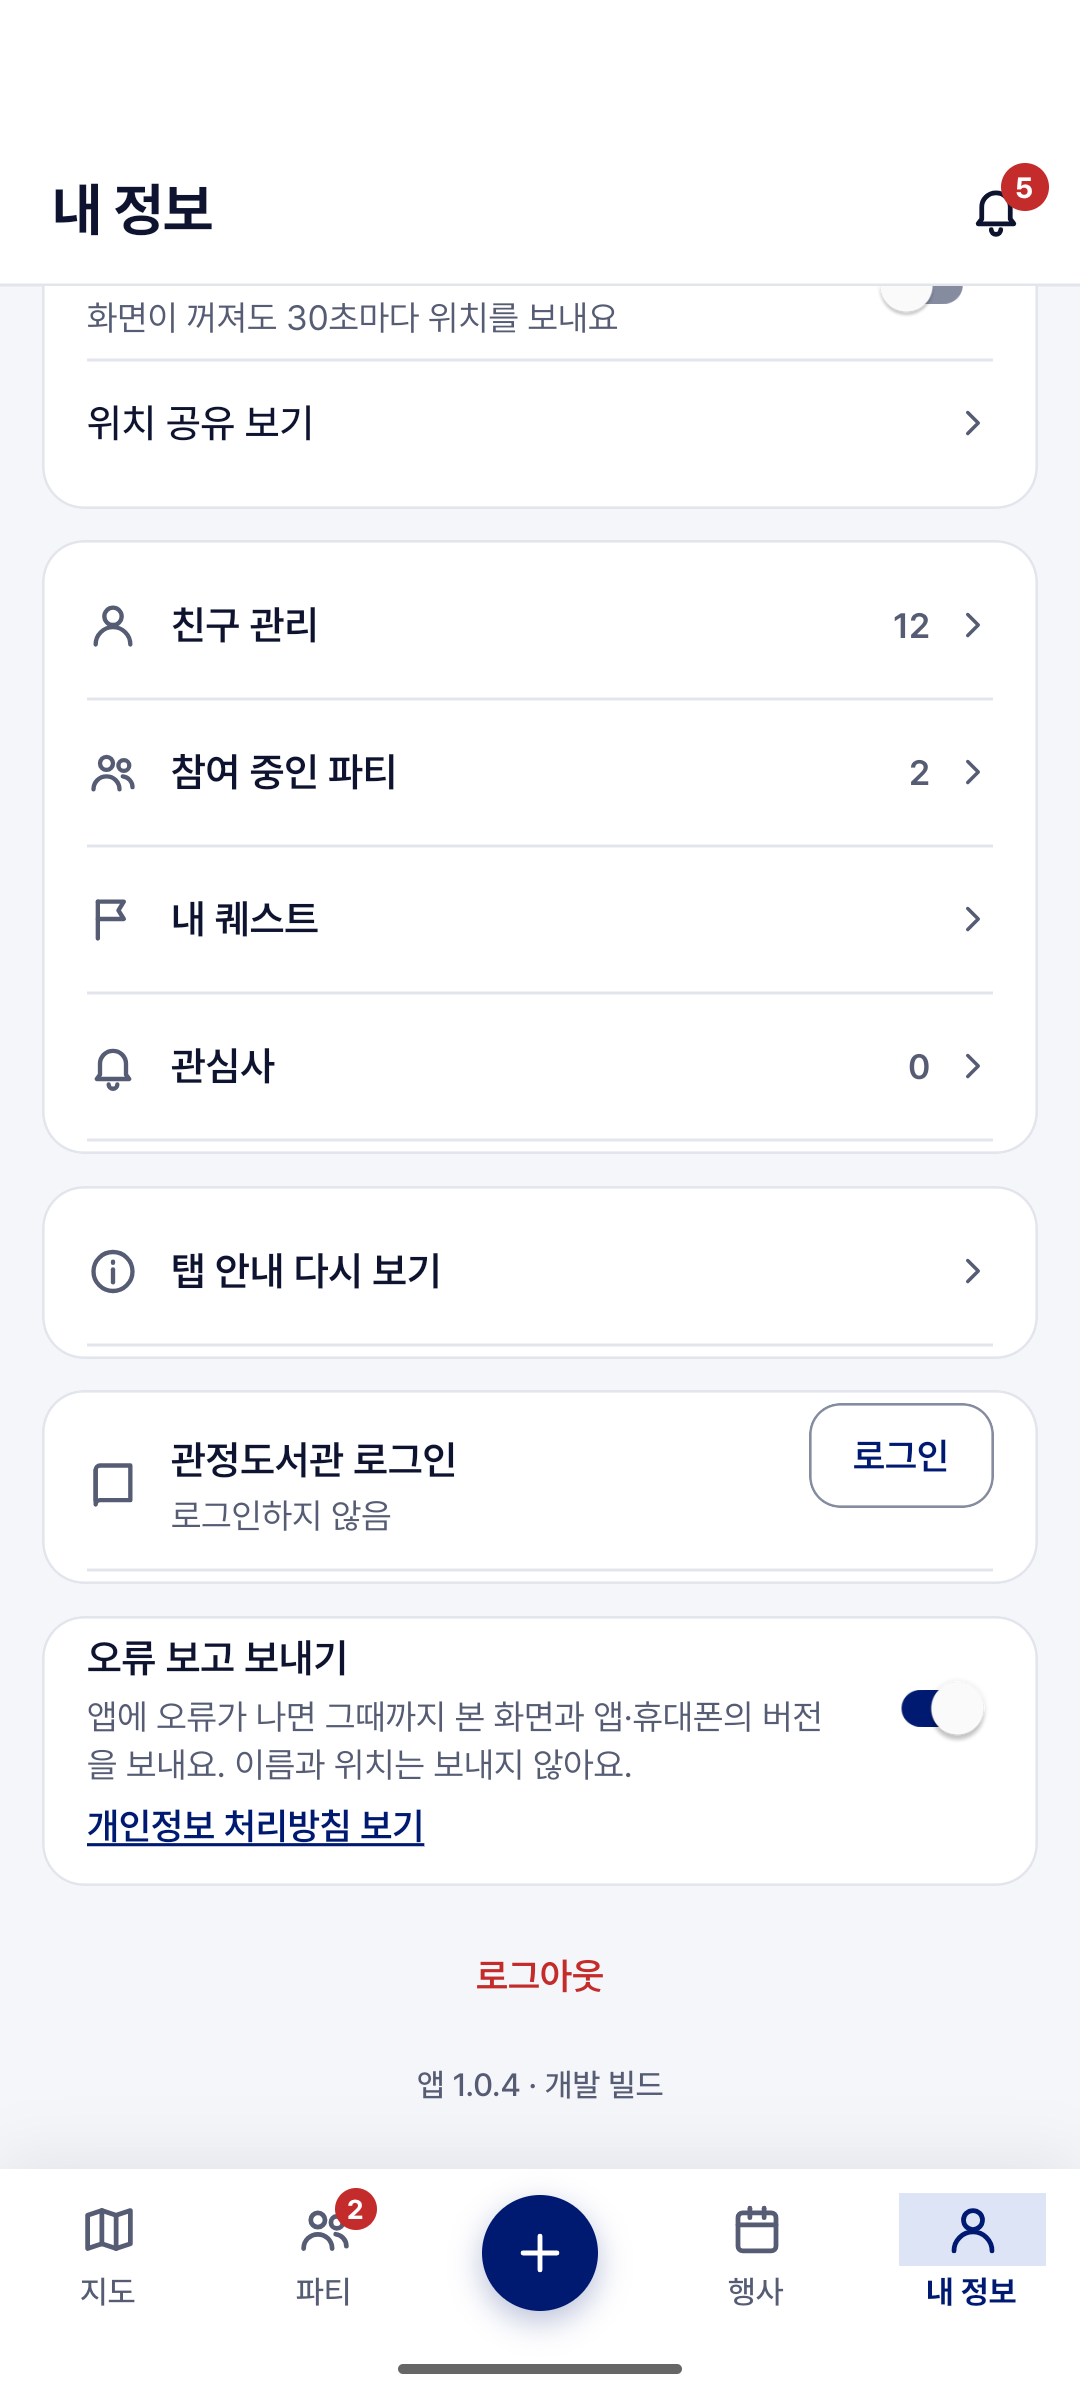 내 정보
5
화면이 꺼져도 30초마다 위치를 보내요
위치 공유 보기
친구 관리
12
참여 중인 파티
2
내 퀘스트
관심사
0
탭 안내 다시 보기
관정도서관 로그인
로그인하지 않음
로그인
오류 보고 보내기
앱에 오류가 나면 그때까지 본 화면과 앱·휴대폰의 버전
을 보내요. 이름과 위치는 보내지 않아요.
개인정보 처리방침 보기
로그아웃
앱 1.0.4 · 개발 빌드
2
지도
파티
행사
내 정보